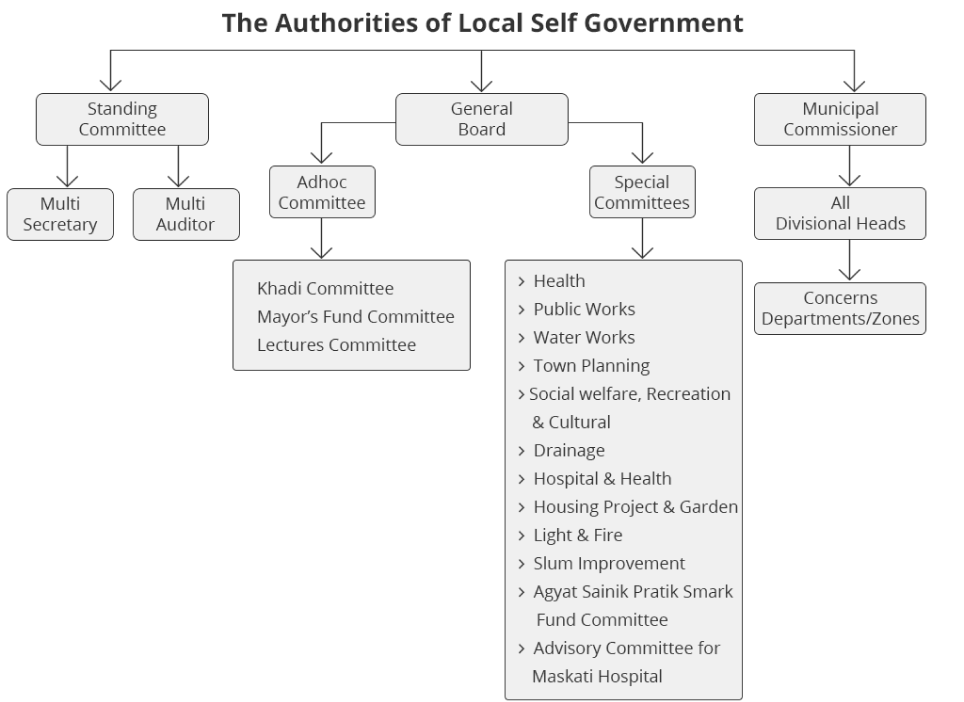 The Authorities of Local Self Government
Standing
Committee
General
Board
Municipal
Commissioner
Multi
Secretary
Multi
Auditor
Adhoc
Committee
Special
Committees
All
Divisional Heads
Khadi Committee
Mayor’s Fund Committee
Lectures Committee
> Health
> Public Works
> Water Works
> Town Planning
> Social welfare, Recreation
& Cultural
> Drainage
> Hospital & Health
> Housing Project & Garden
> Light & Fire
> Slum Improvement
> Agyat Sainik Pratik Smark
Fund Committee
> Advisory Committee for
Maskati Hospital
Concerns
Departments/Zones